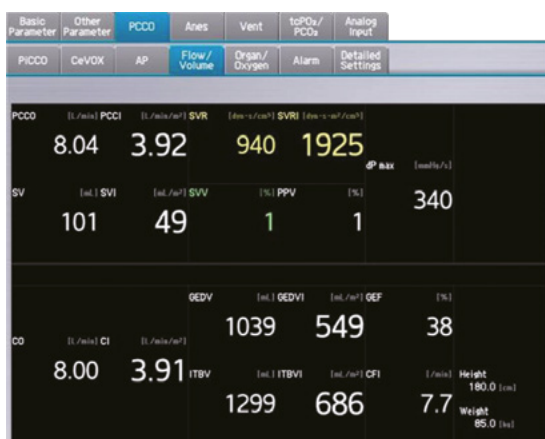 Basic Parameter Other Parameter PCCO Anes Vent tcPO₂/PCO₂ Analog Input
PiCCO CeVOX AP Flow/Volume Organ/Oxygen Alarm Detailed Settings
PCCO [L/min] PCCI [L/min/m²] SVR [dyn-s/cm⁵] SVRI [dyn-s-m²/cm⁵]
8.04 3.92 940 1925
dP max [mmHg/s]
340
SV [mL] SVI [mL/m²] SVV [%] PPV [%]
101 49 1 1
GEDV [mL] GEDVI [mL/m²] GEF [%]
1039 549 38
CO [L/min] CI [L/min/m²]
8.00 3.91
ITBV [mL] ITBVI [mL/m²] CFI [/min]
1299 686 7.7
Height
180.0 [cm]
Weight
85.0 [kg]